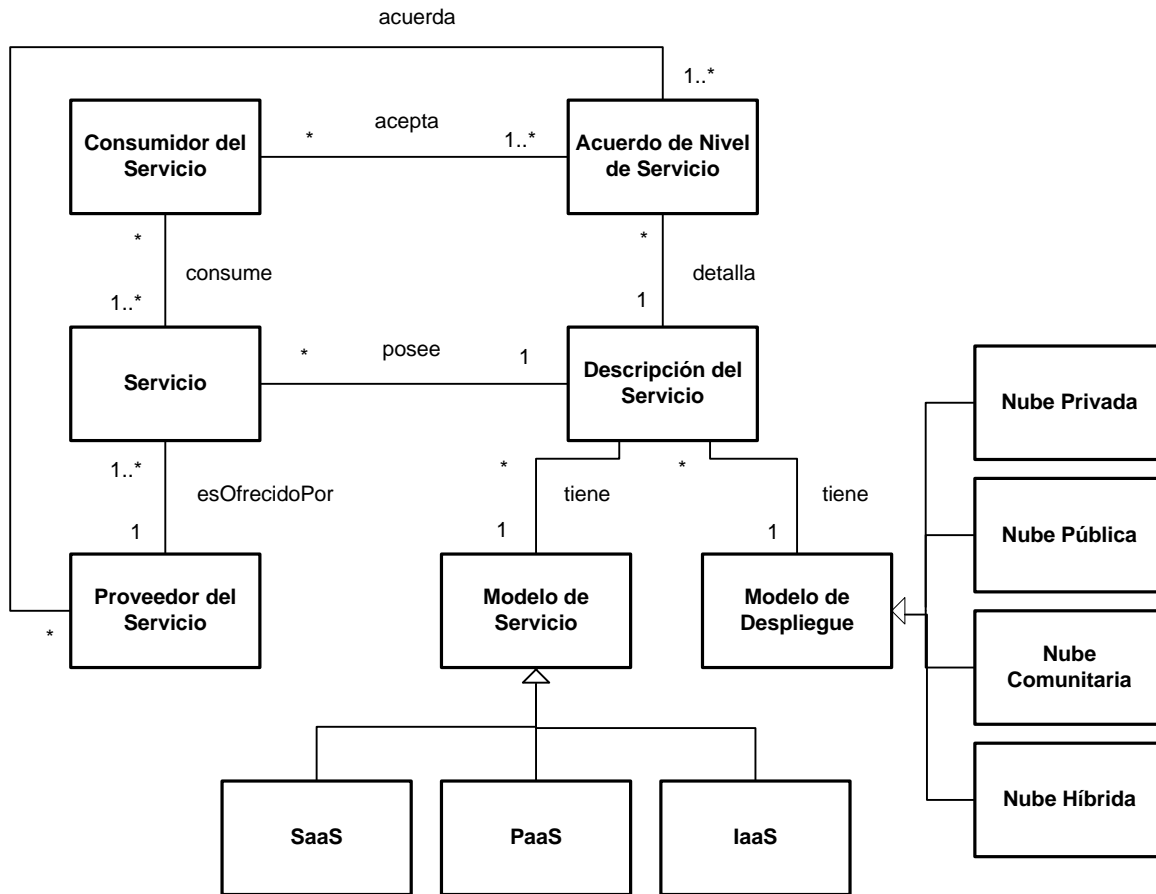 acuerda
1..*
Consumidor del
Servicio
*
acepta
1..*
Acuerdo de Nivel
de Servicio
*
consume
1..*
*
detalla
1
Servicio
*
posee
1
Descripción del
Servicio
Nube Privada
1..*
esOfrecidoPor
1
*
tiene
1
*
tiene
1
Nube Pública
Proveedor del
Servicio
*
Modelo de
Servicio
Modelo de
Despliegue
Nube
Comunitaria
Nube Híbrida
SaaS
PaaS
IaaS